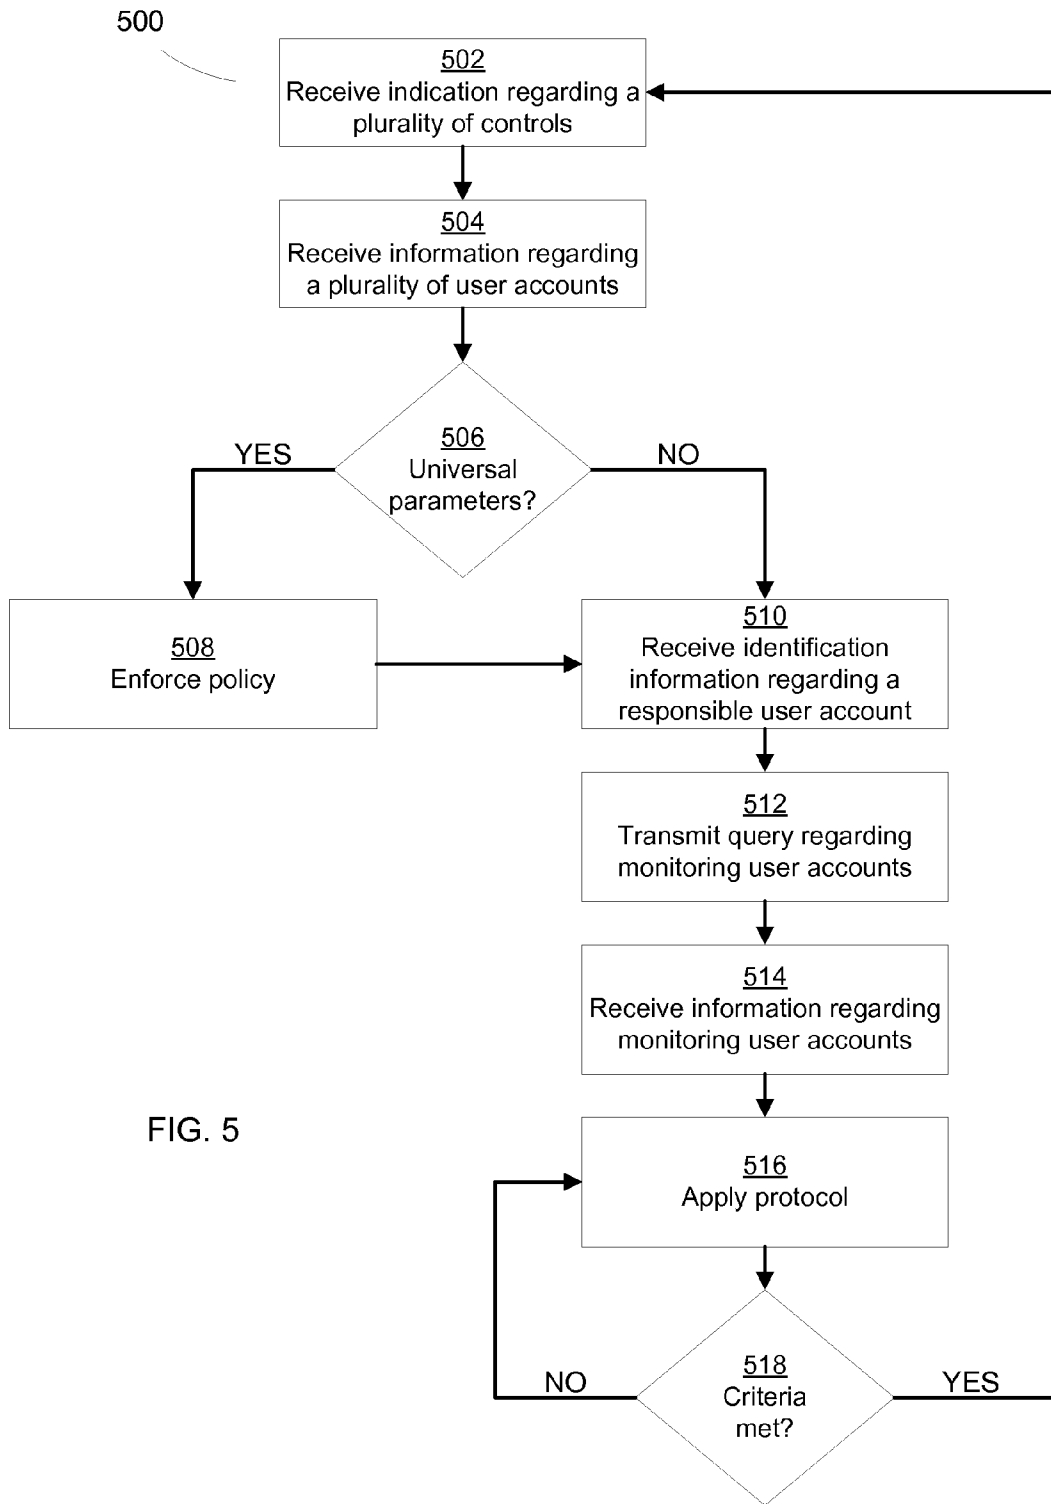 500
502
Receive indication regarding a
plurality of controls
504
Receive information regarding
a plurality of user accounts
506
Universal
parameters?
YES
NO
508
Enforce policy
510
Receive identification
information regarding a
responsible user account
512
Transmit query regarding
monitoring user accounts
514
Receive information regarding
monitoring user accounts
FIG. 5
516
Apply protocol
518
Criteria
met?
NO
YES